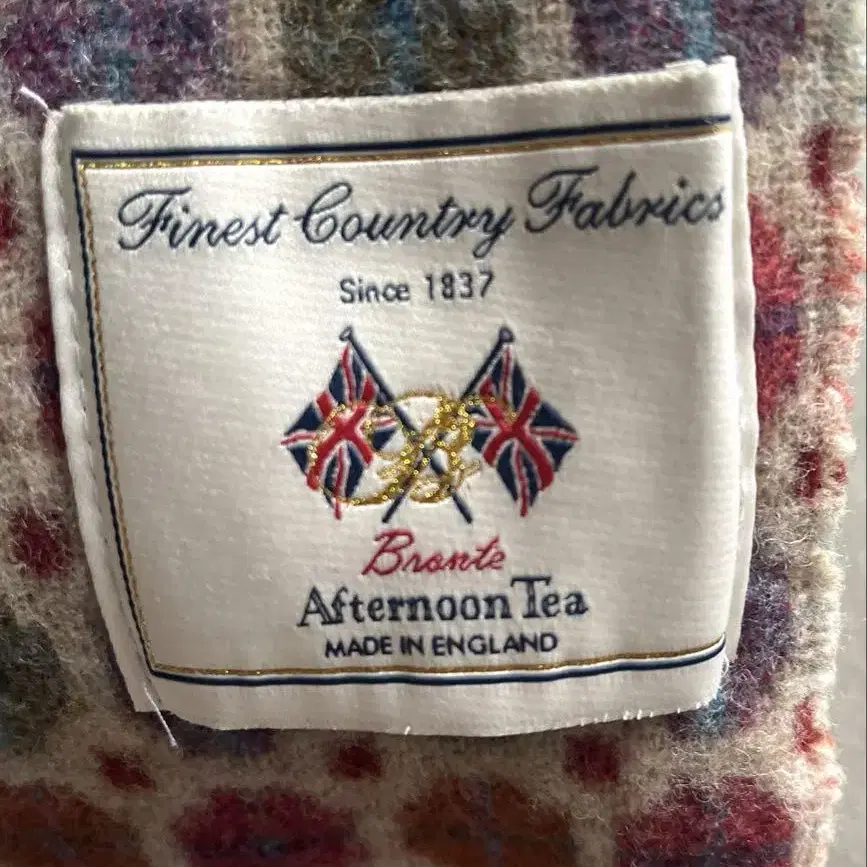 Finest Country Fabrics
Since 1837
B
Bronte
Afternoon Tea
MADE IN ENGLAND